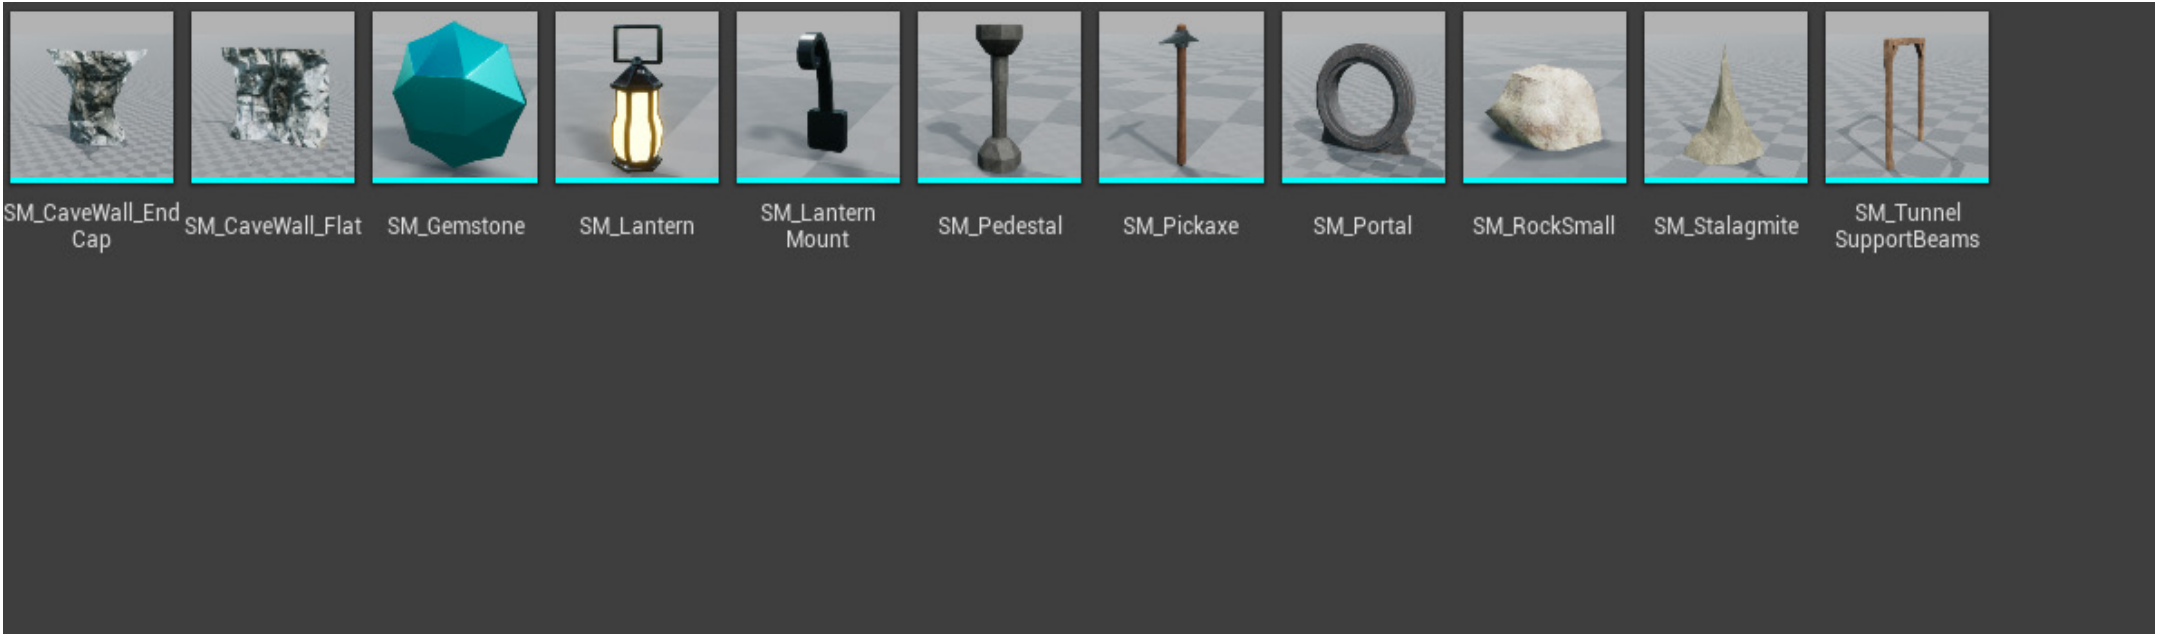 SM_CaveWall_End
Cap
SM_CaveWall_Flat
SM_Gemstone
SM_Lantern
SM_Lantern
Mount
SM_Pedestal
SM_Pickaxe
SM_Portal
SM_RockSmall
SM_Stalagmite
SM_Tunnel
SupportBeams